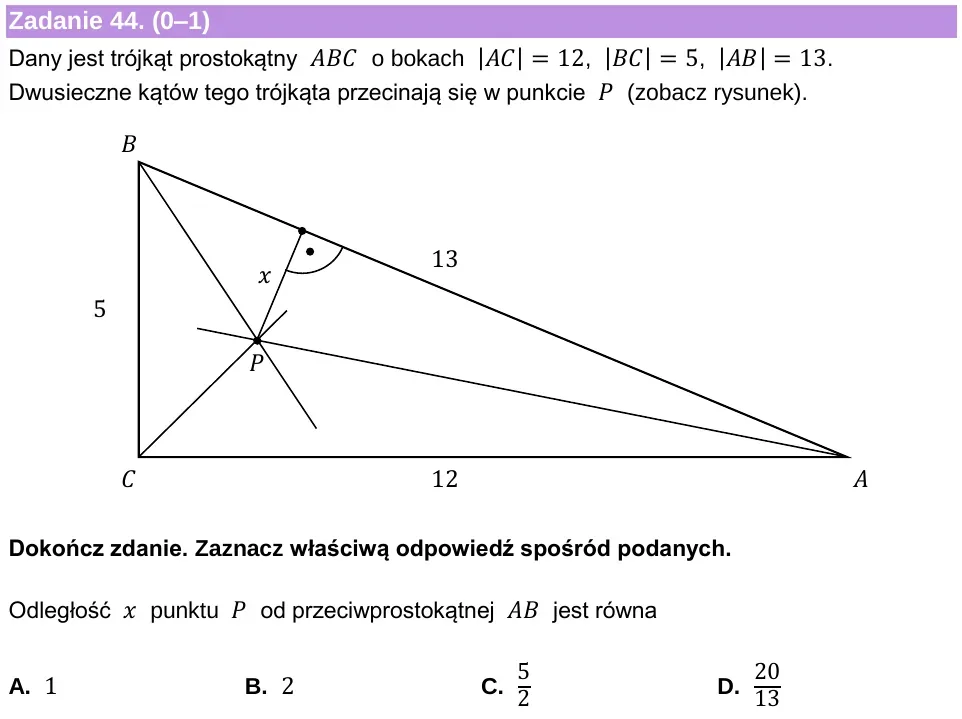 Zadanie 44. (0–1)
Dany jest trójkąt prostokątny ABC o bokach |AC| = 12, |BC| = 5, |AB| = 13.
Dwusieczne kątów tego trójkąta przecinają się w punkcie P (zobacz rysunek).
B
13
x
5
P
C
12
A
Dokończ zdanie. Zaznacz właściwą odpowiedź spośród podanych.
Odległość x punktu P od przeciwprostokątnej AB jest równa
A. 1 B. 2 C. 5/2 D. 20/13